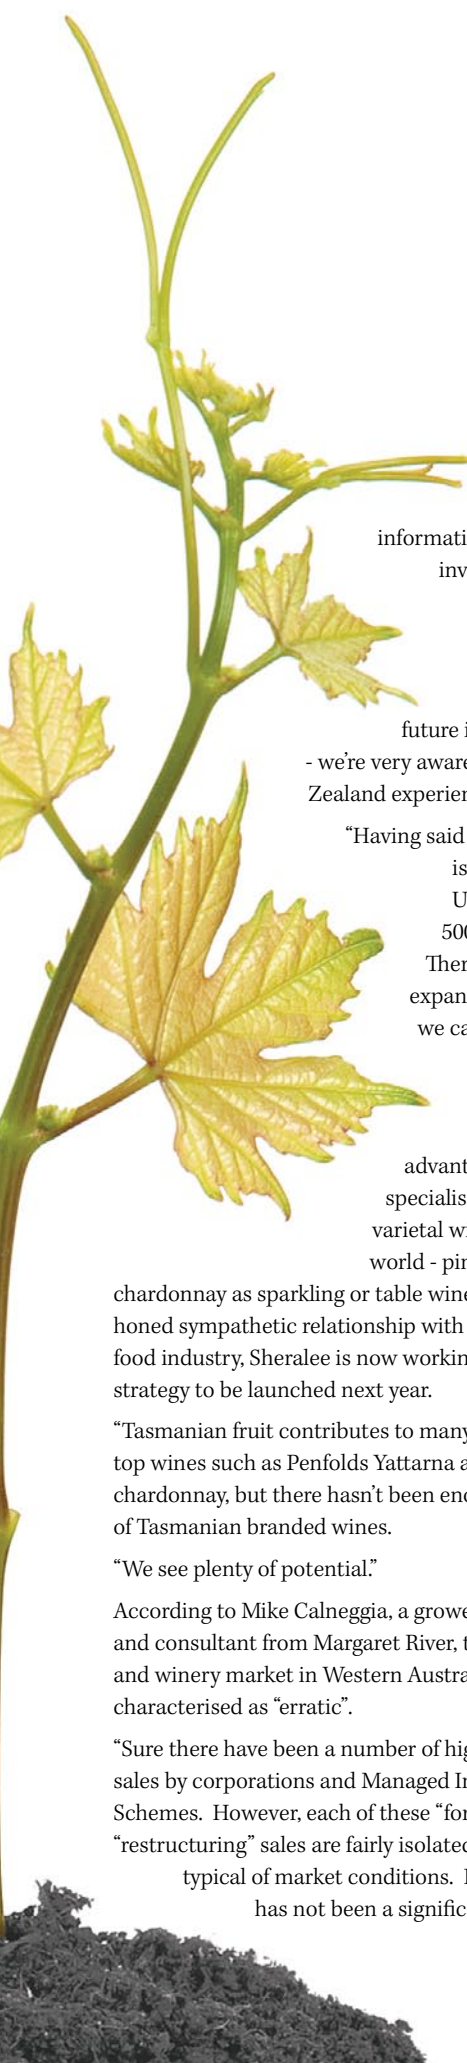 informati
inv
future i
- we're very aware
Zealand experien
“Having said
is
U
500
Ther
expan
we ca
advant
specialis
varietal wi
world - pin
chardonnay as sparkling or table wine
honed sympathetic relationship with
food industry, Sheralee is now workin
strategy to be launched next year.
“Tasmanian fruit contributes to many
top wines such as Penfolds Yattarna a
chardonnay, but there hasn't been eno
of Tasmanian branded wines.
“We see plenty of potential.”
According to Mike Calneggia, a growe
and consultant from Margaret River, t
and winery market in Western Austra
characterised as “erratic”.
“Sure there have been a number of hig
sales by corporations and Managed In
Schemes.  However, each of these “for
“restructuring” sales are fairly isolated
typical of market conditions.
has not been a signific